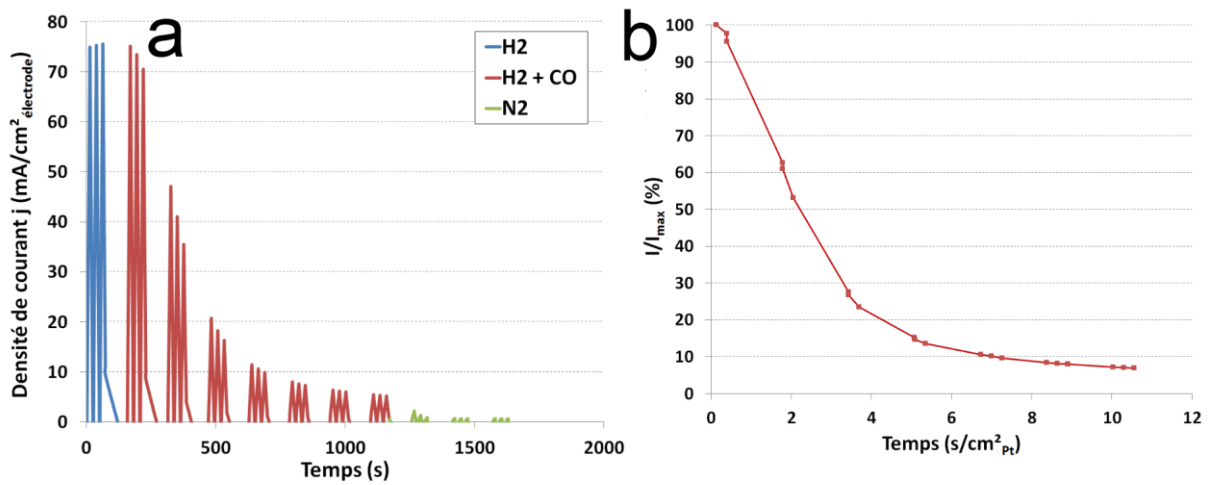 a
Densité de courant j (mA/cm²électrode)
80
70
60
50
40
30
20
10
0
H2
H2 + CO
N2
0 500 1000 1500 2000
Temps (s)
b
I/Imax (%)
100
90
80
70
60
50
40
30
20
10
0
0 2 4 6 8 10 12
Temps (s/cm²Pt)